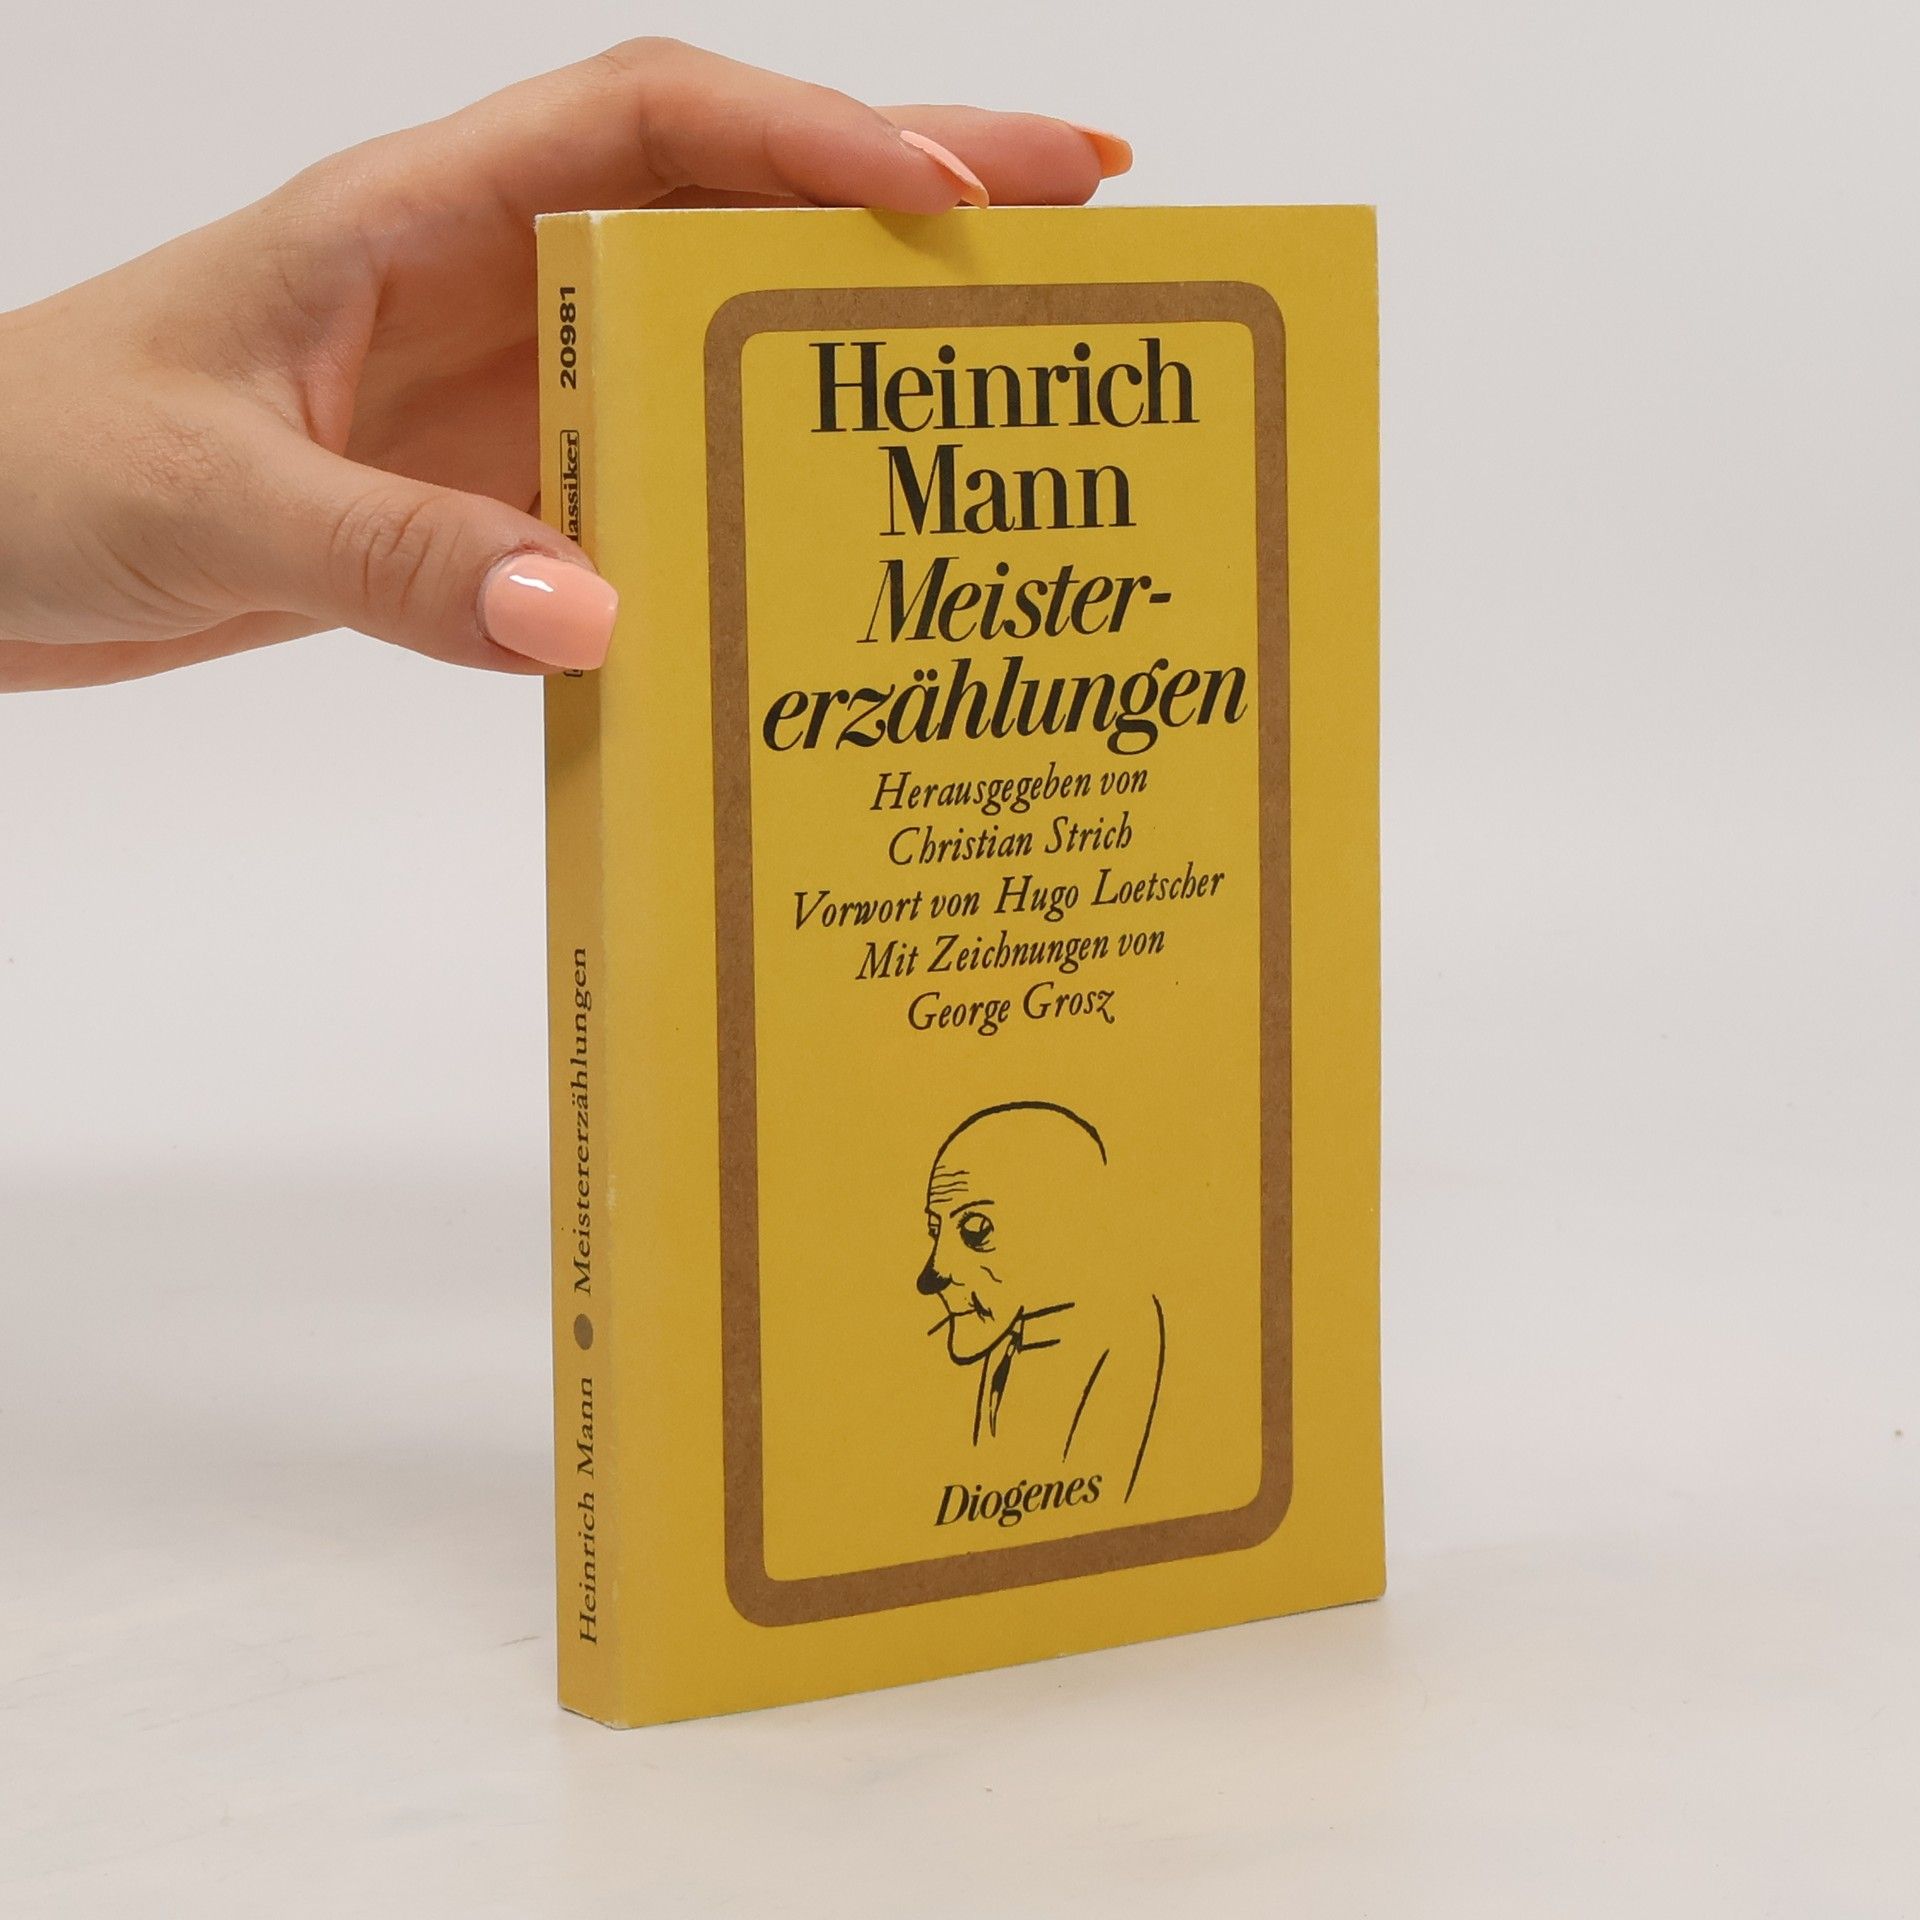 Heinrich
Mann
Meister-
erzählungen
Herausgegeben von
Christian Strich
Vorwort von Hugo Loetscher
Mit Zeichnungen von
George Grosz
Diogenes
Heinrich Mann ● Meistererzählungen
20981